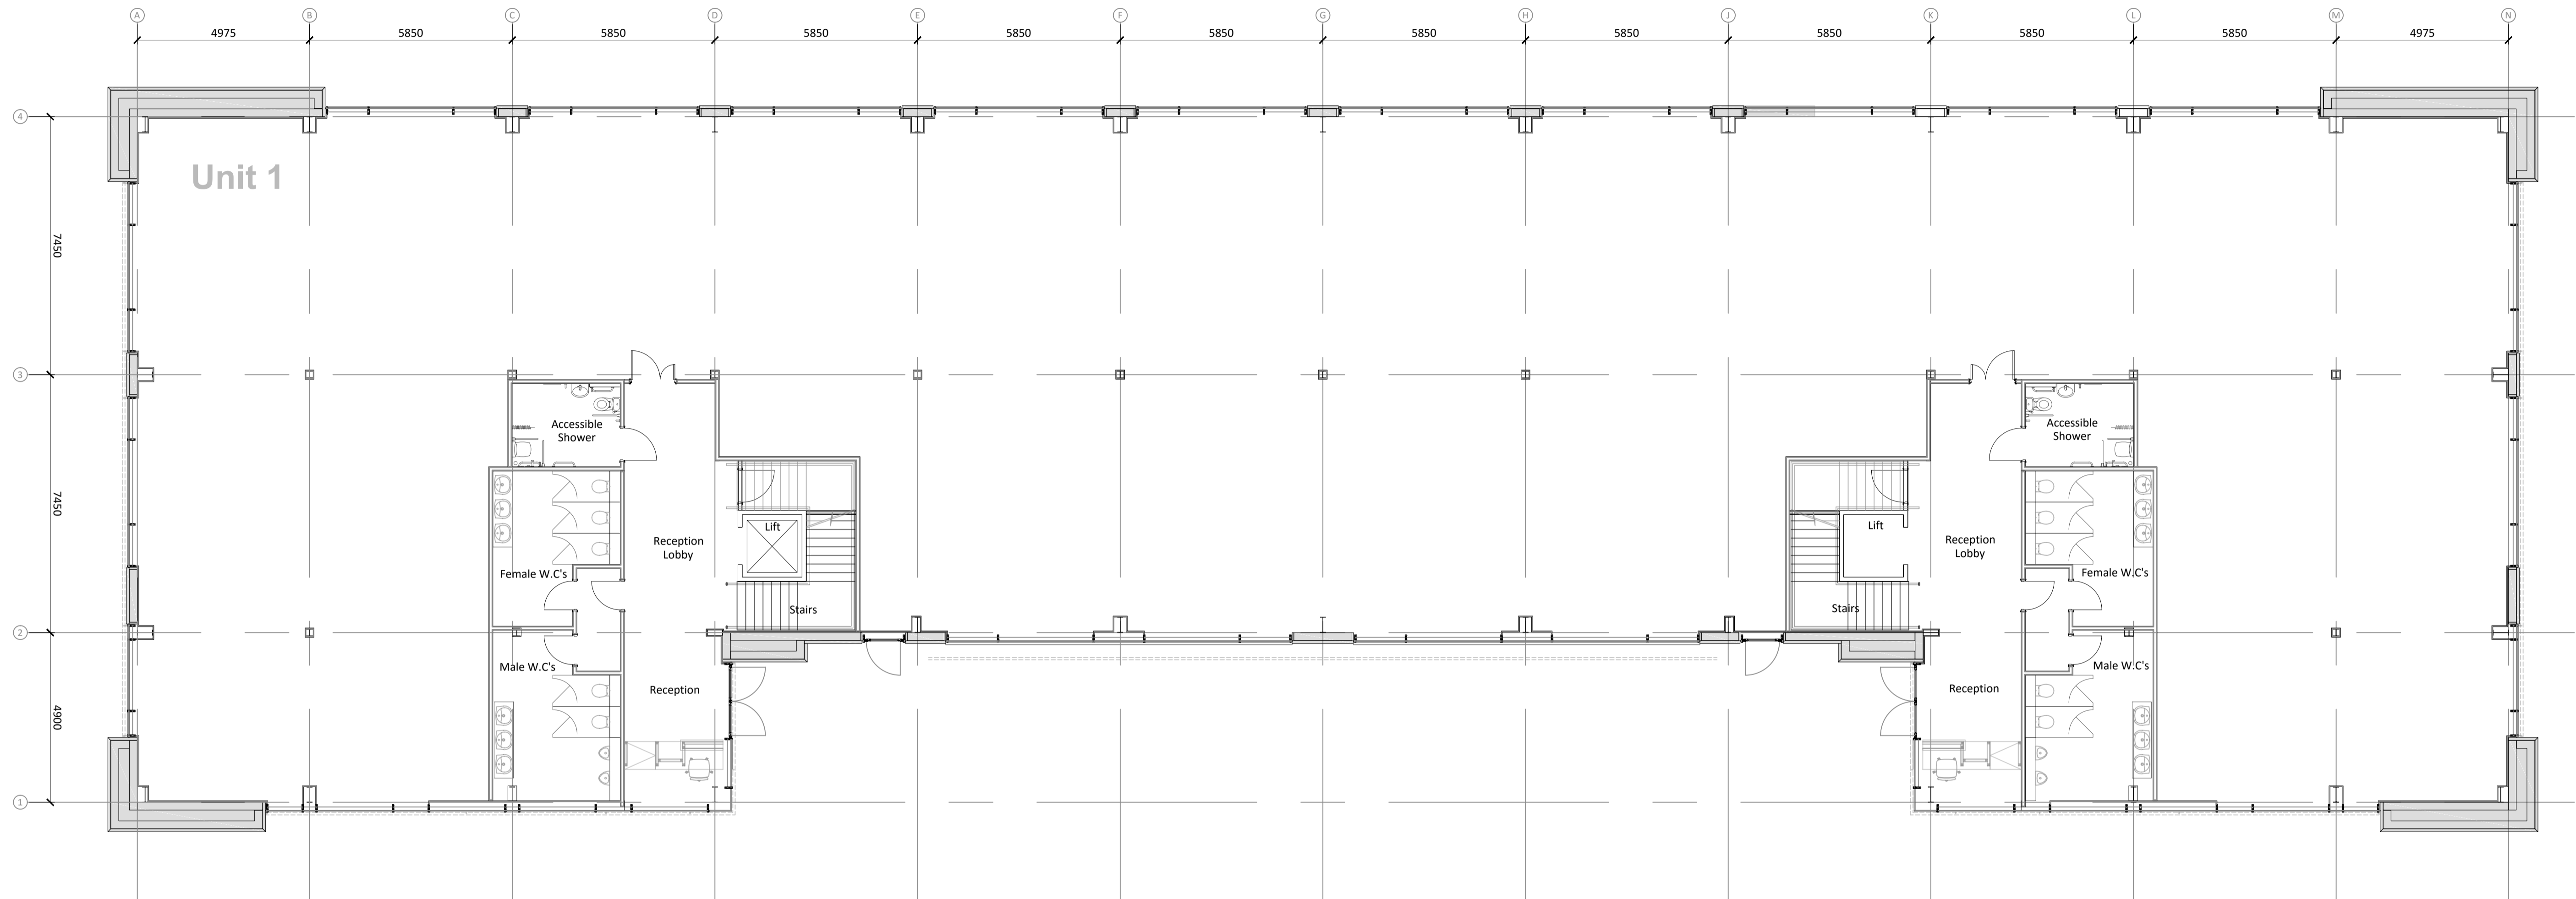 A B C D E F G H J K L M N
4975 5850 5850 5850 5850 5850 5850 5850 5850 5850 5850 4975
4
Unit 1
7450
3
Accessible
Shower
Accessible
Shower
7450
Lift
Lift
Reception
Lobby
Reception
Lobby
Female W.C's
Female W.C's
Stairs
Stairs
2
Male W.C's
Male W.C's
Reception
Reception
4900
1